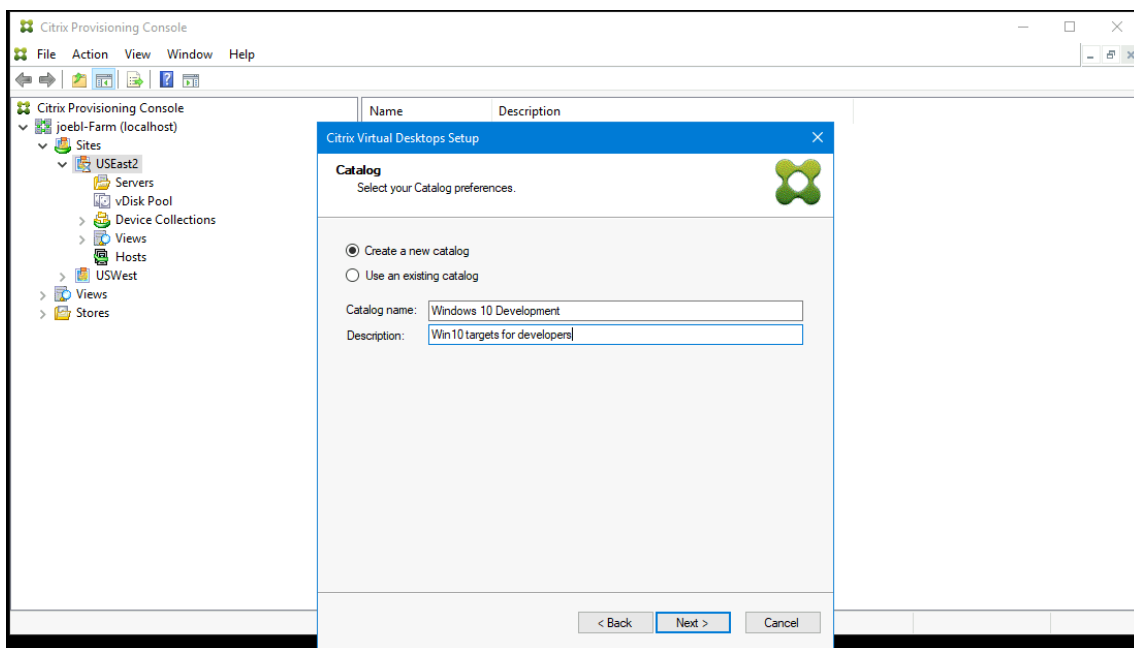 Citrix Provisioning Console
File Action View Window Help
Citrix Provisioning Console
joebl-Farm (localhost)
Sites
USEast2
Servers
vDisk Pool
Device Collections
Views
Hosts
USWest
Views
Stores
Name Description
Citrix Virtual Desktops Setup
Catalog
Select your Catalog preferences.
Create a new catalog
Use an existing catalog
Catalog name: Windows 10 Development
Description: Win10 targets for developers
< Back Next > Cancel